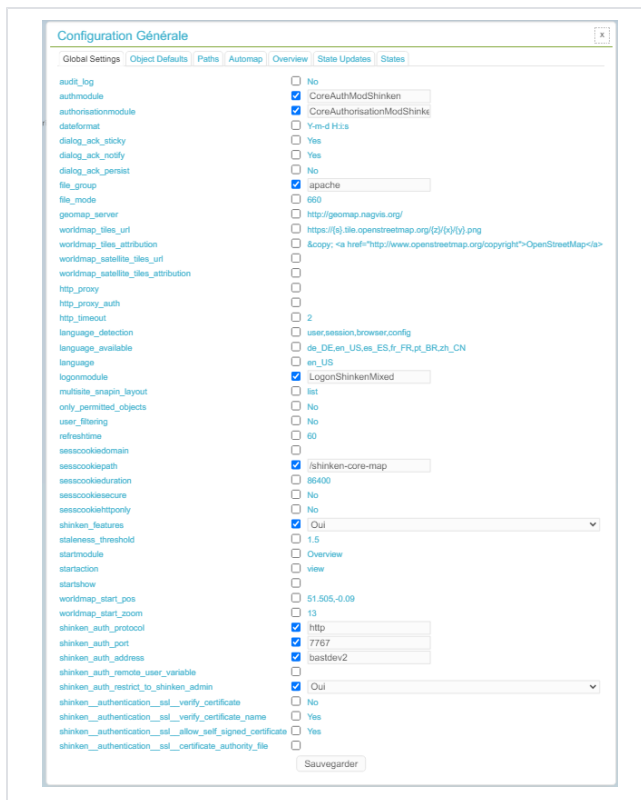 Configuration Générale
x
Global Settings Object Defaults Paths Automap Overview State Updates States
audit_log No
authmodule CoreAuthModShinken
authorisationmodule CoreAuthorisationModShinke
dateformat Y-m-d H:i:s
dialog_ack_sticky Yes
dialog_ack_notify Yes
dialog_ack_persist No
file_group apache
file_mode 660
geomap_server http://geomap.nagvis.org/
worldmap_tiles_url https://{s}.tile.openstreetmap.org/{z}/{x}/{y}.png
worldmap_tiles_attribution &copy; <a href="http://www.openstreetmap.org/copyright">OpenStreetMap</a>
worldmap_satellite_tiles_url
worldmap_satellite_tiles_attribution
http_proxy
http_proxy_auth
http_timeout 2
language_detection user,session,browser,config
language_available de_DE,en_US,es_ES,fr_FR,pt_BR,zh_CN
language en_US
logonmodule LogonShinkenMixed
multisite_snapin_layout list
only_permitted_objects No
user_filtering No
refreshtime 60
sesscookiedomain
sesscookiepath /shinken-core-map
sesscookieduration 86400
sesscookiesecure No
sesscookiehttponly No
shinken_features Oui
staleness_threshold 1.5
startmodule Overview
startaction view
startshow
worldmap_start_pos 51.505,-0.09
worldmap_start_zoom 13
shinken_auth_protocol http
shinken_auth_port 7767
shinken_auth_address bastdev2
shinken_auth_remote_user_variable
shinken_auth_restrict_to_shinken_admin Oui
shinken__authentication__ssl__verify_certificate No
shinken__authentication__ssl__verify_certificate_name Yes
shinken__authentication__ssl__allow_self_signed_certificate Yes
shinken__authentication__ssl__certificate_authority_file
Sauvegarder